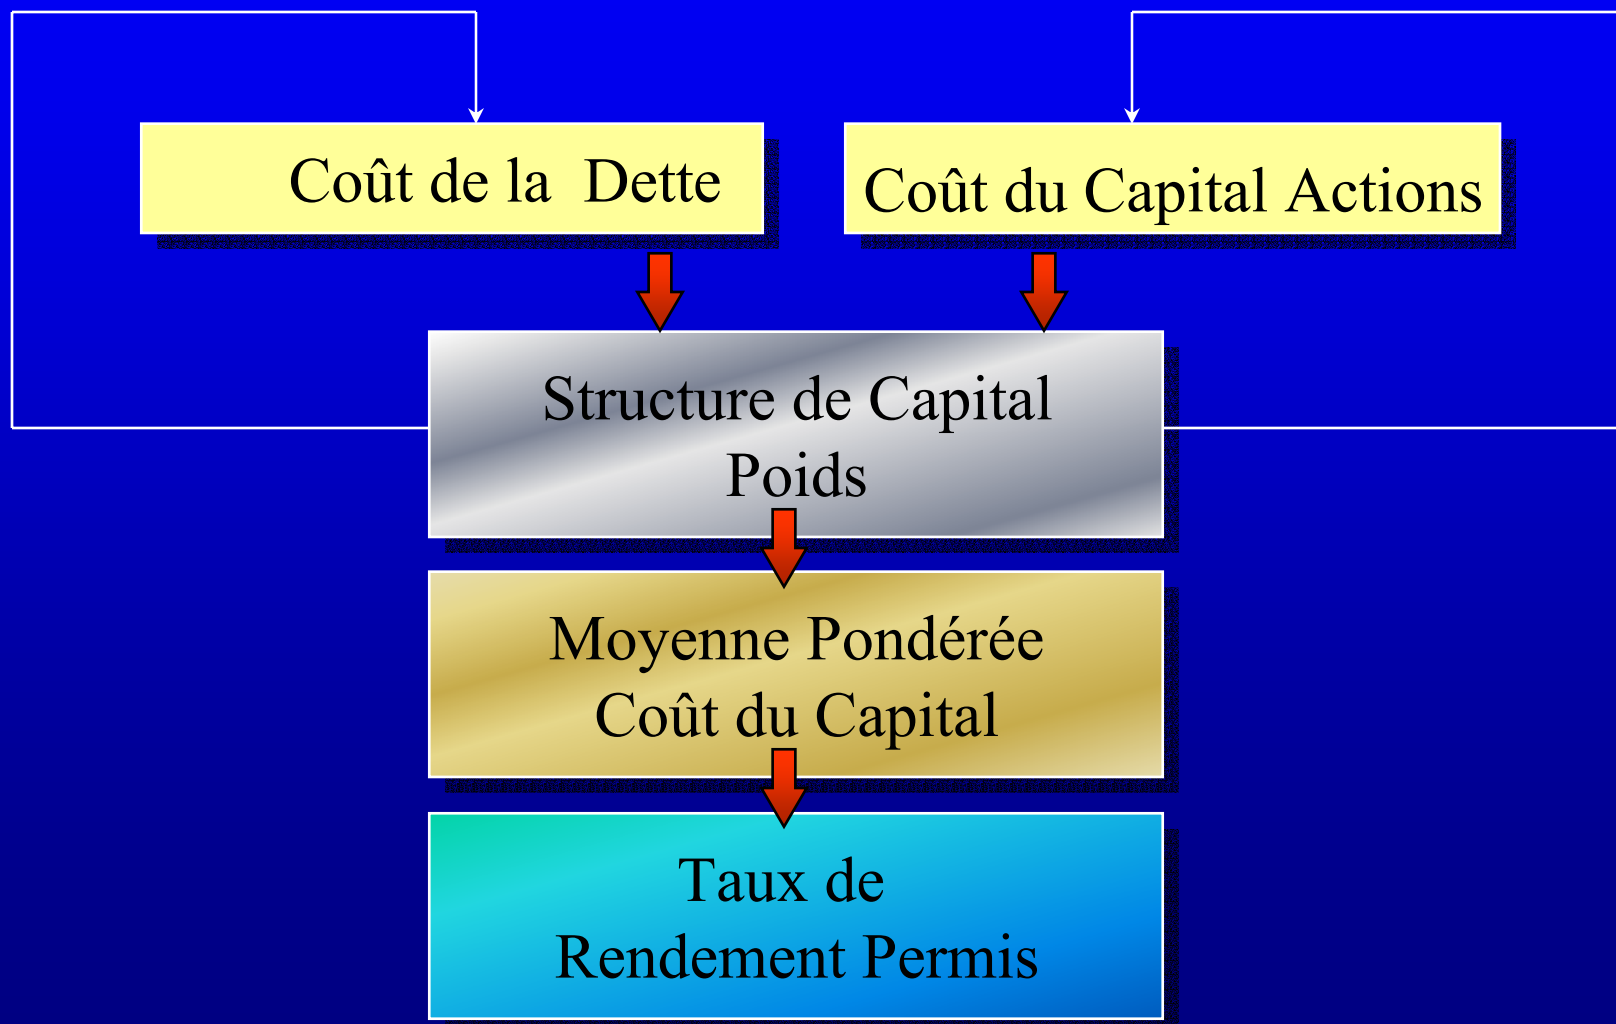 Coût de la Dette
Coût du Capital Actions
Structure de Capital
Poids
Moyenne Pondérée
Coût du Capital
Taux de
Rendement Permis